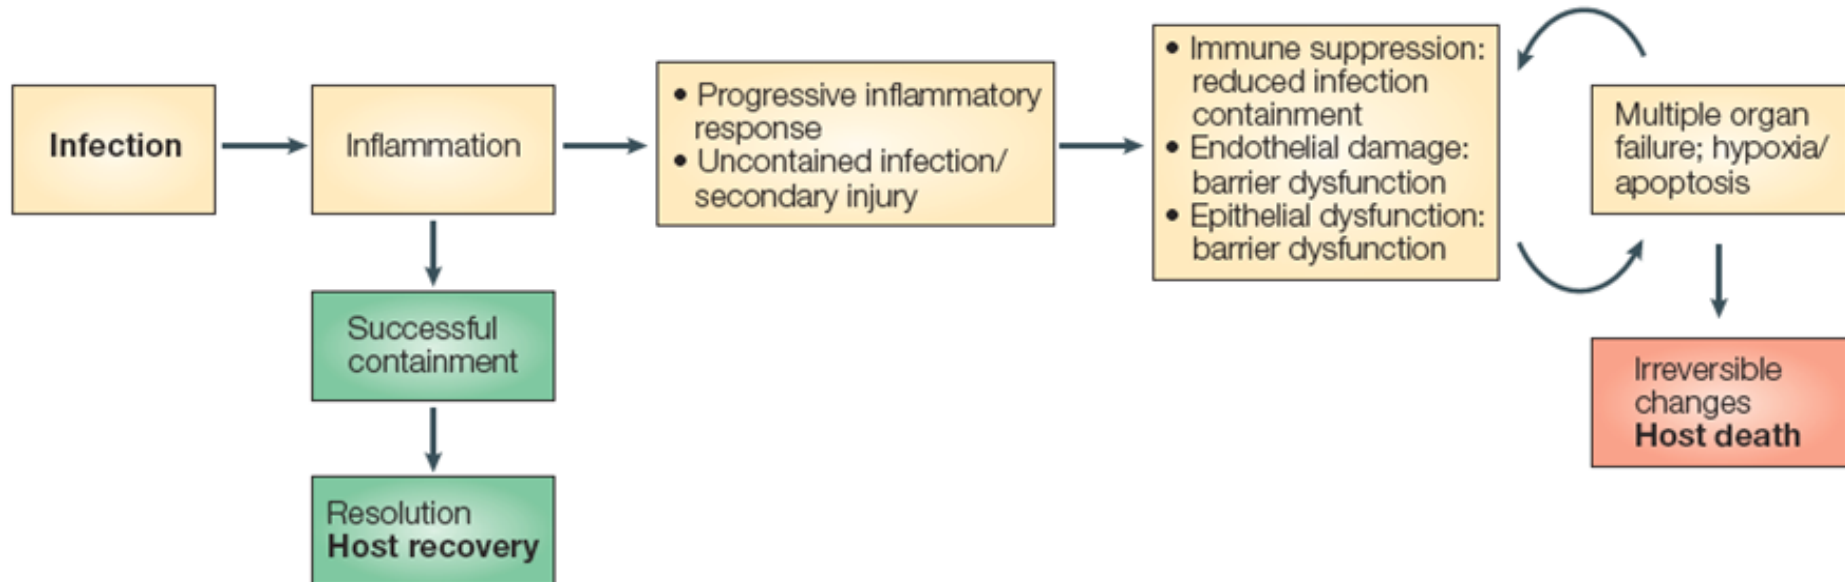 Infection
Inflammation
• Progressive inflammatory
response
• Uncontained infection/
secondary injury
• Immune suppression:
reduced infection
containment
• Endothelial damage:
barrier dysfunction
• Epithelial dysfunction:
barrier dysfunction
Multiple organ
failure; hypoxia/
apoptosis
Successful
containment
Resolution
Host recovery
Irreversible
changes
Host death